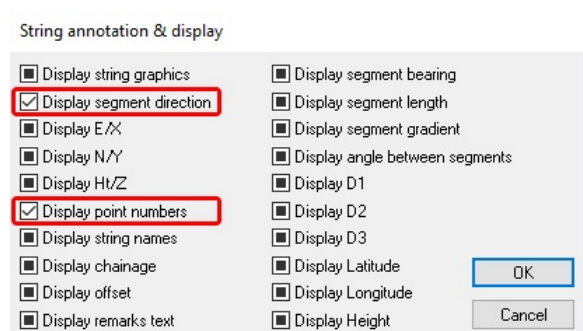 String annotation & display
Display string graphics
Display segment direction
Display E/X
Display N/Y
Display Ht/Z
Display point numbers
Display string names
Display chainage
Display offset
Display remarks text
Display segment bearing
Display segment length
Display segment gradient
Display angle between segments
Display D1
Display D2
Display D3
Display Latitude
Display Longitude
Display Height
OK
Cancel